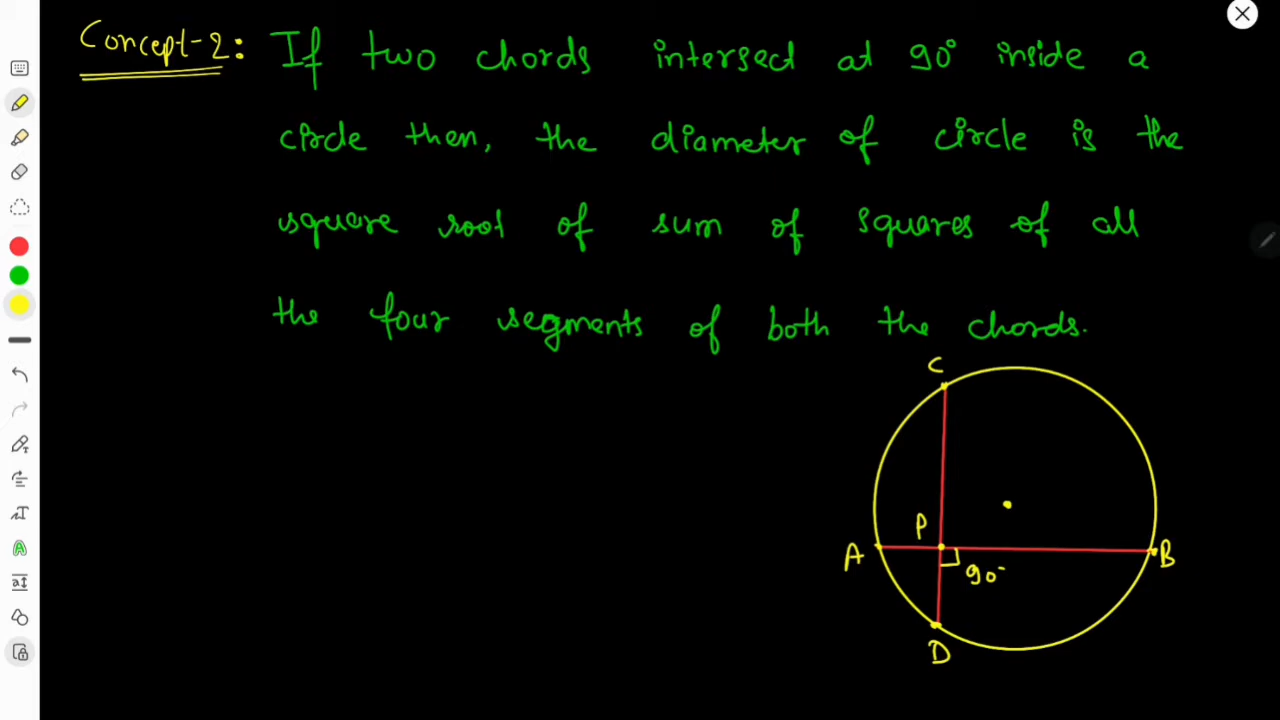 Concept-2: If two chords intersect at 90° inside a
circle then, the diameter of circle is the
square root of sum of squares of all
the four segments of both the chords.
C
P
A
B
90°
D